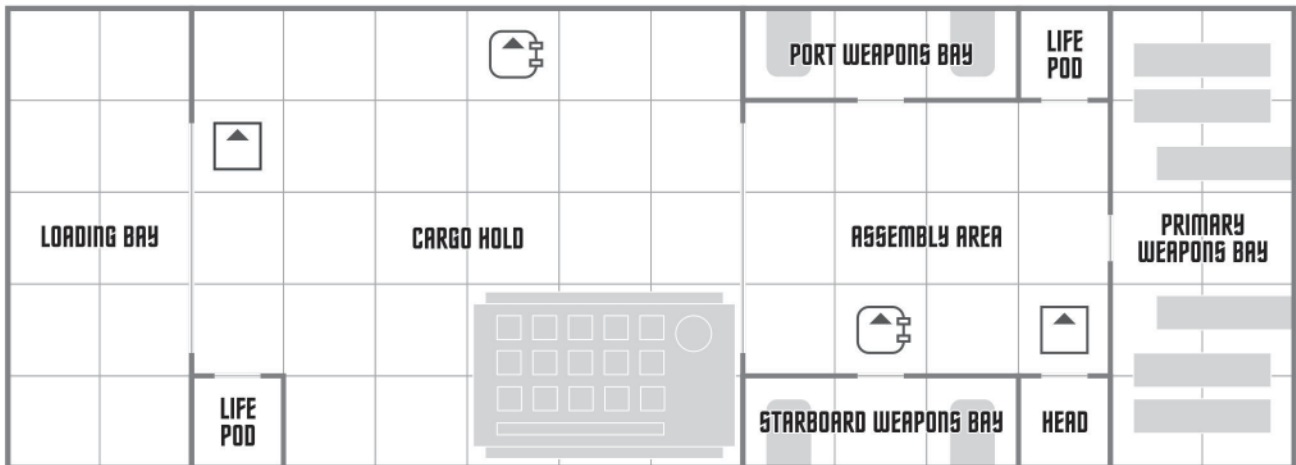 PORT WEAPONS BAY
LIFE
POD
LOADING BAY
CARGO HOLD
ASSEMBLY AREA
PRIMARY
WEAPONS BAY
LIFE
POD
STARBOARD WEAPONS BAY
HEAD